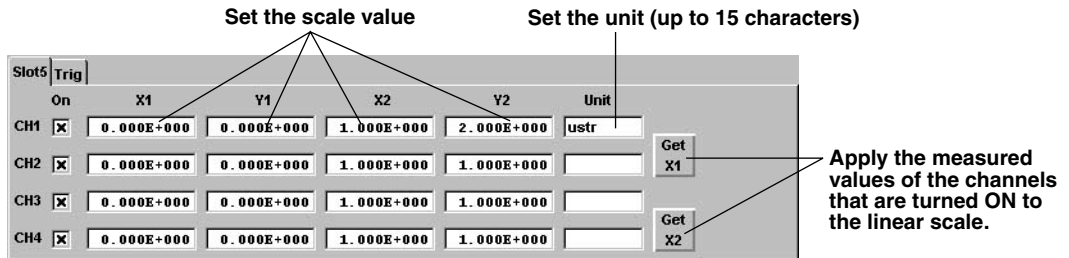 Set the scale value Set the unit (up to 15 characters)
Slot5 Trig
On X1 Y1 X2 Y2 Unit
CH1 0.000E+000 0.000E+000 1.000E+000 2.000E+000 ustr
Get
X1
CH2 0.000E+000 0.000E+000 1.000E+000 1.000E+000
Apply the measured
values of the channels
that are turned ON to
the linear scale.
CH3 0.000E+000 0.000E+000 1.000E+000 1.000E+000
Get
X2
CH4 0.000E+000 0.000E+000 1.000E+000 1.000E+000